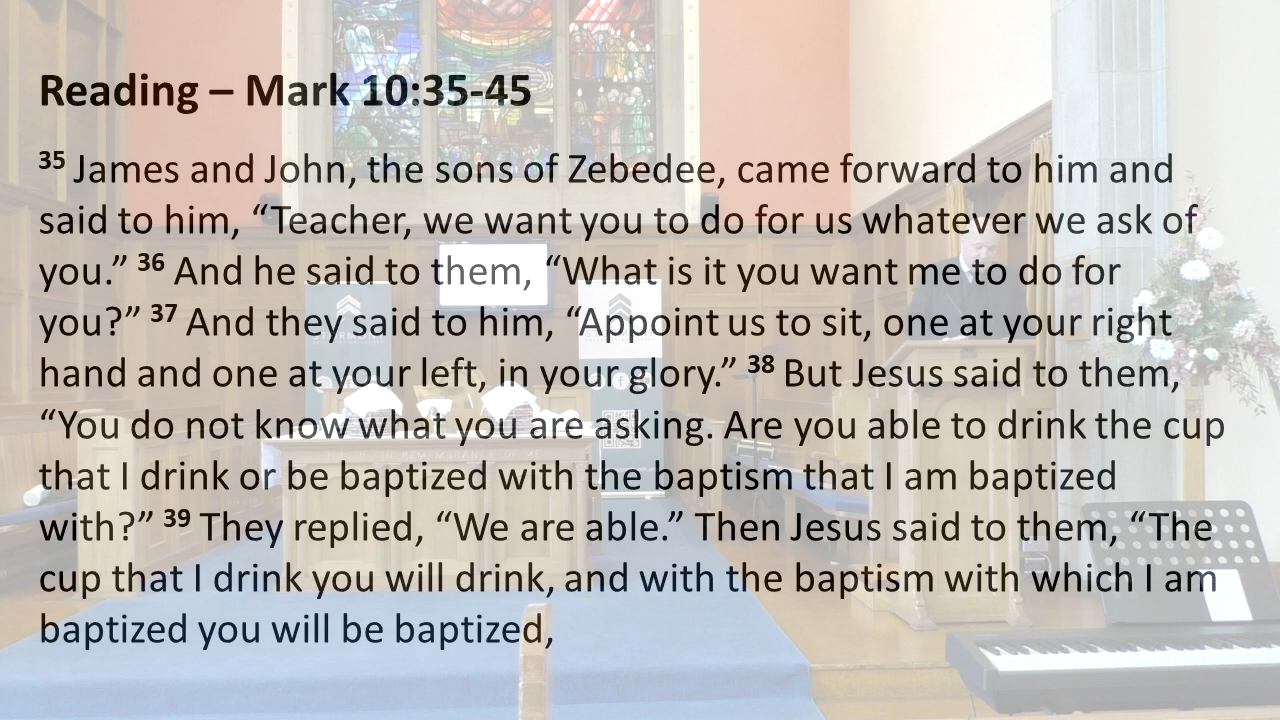 Reading – Mark 10:35-45
35 James and John, the sons of Zebedee, came forward to him and
said to him, “Teacher, we want you to do for us whatever we ask of
you.” 36 And he said to them, “What is it you want me to do for
you?” 37 And they said to him, “Appoint us to sit, one at your right
hand and one at your left, in your glory.” 38 But Jesus said to them,
“You do not know what you are asking. Are you able to drink the cup
that I drink or be baptized with the baptism that I am baptized
with?” 39 They replied, “We are able.” Then Jesus said to them, “The
cup that I drink you will drink, and with the baptism with which I am
baptized you will be baptized,